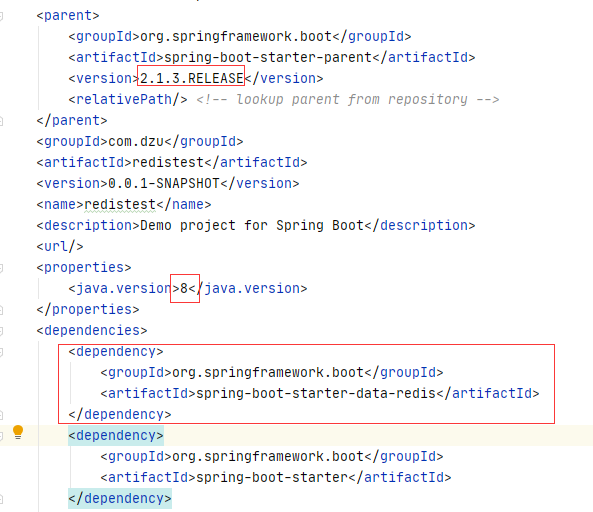 <parent>
<groupId>org.springframework.boot</groupId>
<artifactId>spring-boot-starter-parent</artifactId>
<version>2.1.3.RELEASE</version>
<relativePath/> <!-- lookup parent from repository -->
</parent>
<groupId>com.dzu</groupId>
<artifactId>redistest</artifactId>
<version>0.0.1-SNAPSHOT</version>
<name>redistest</name>
<description>Demo project for Spring Boot</description>
<url/>
<properties>
<java.version>8</java.version>
</properties>
<dependencies>
<dependency>
<groupId>org.springframework.boot</groupId>
<artifactId>spring-boot-starter-data-redis</artifactId>
</dependency>
<dependency>
<groupId>org.springframework.boot</groupId>
<artifactId>spring-boot-starter</artifactId>
</dependency>